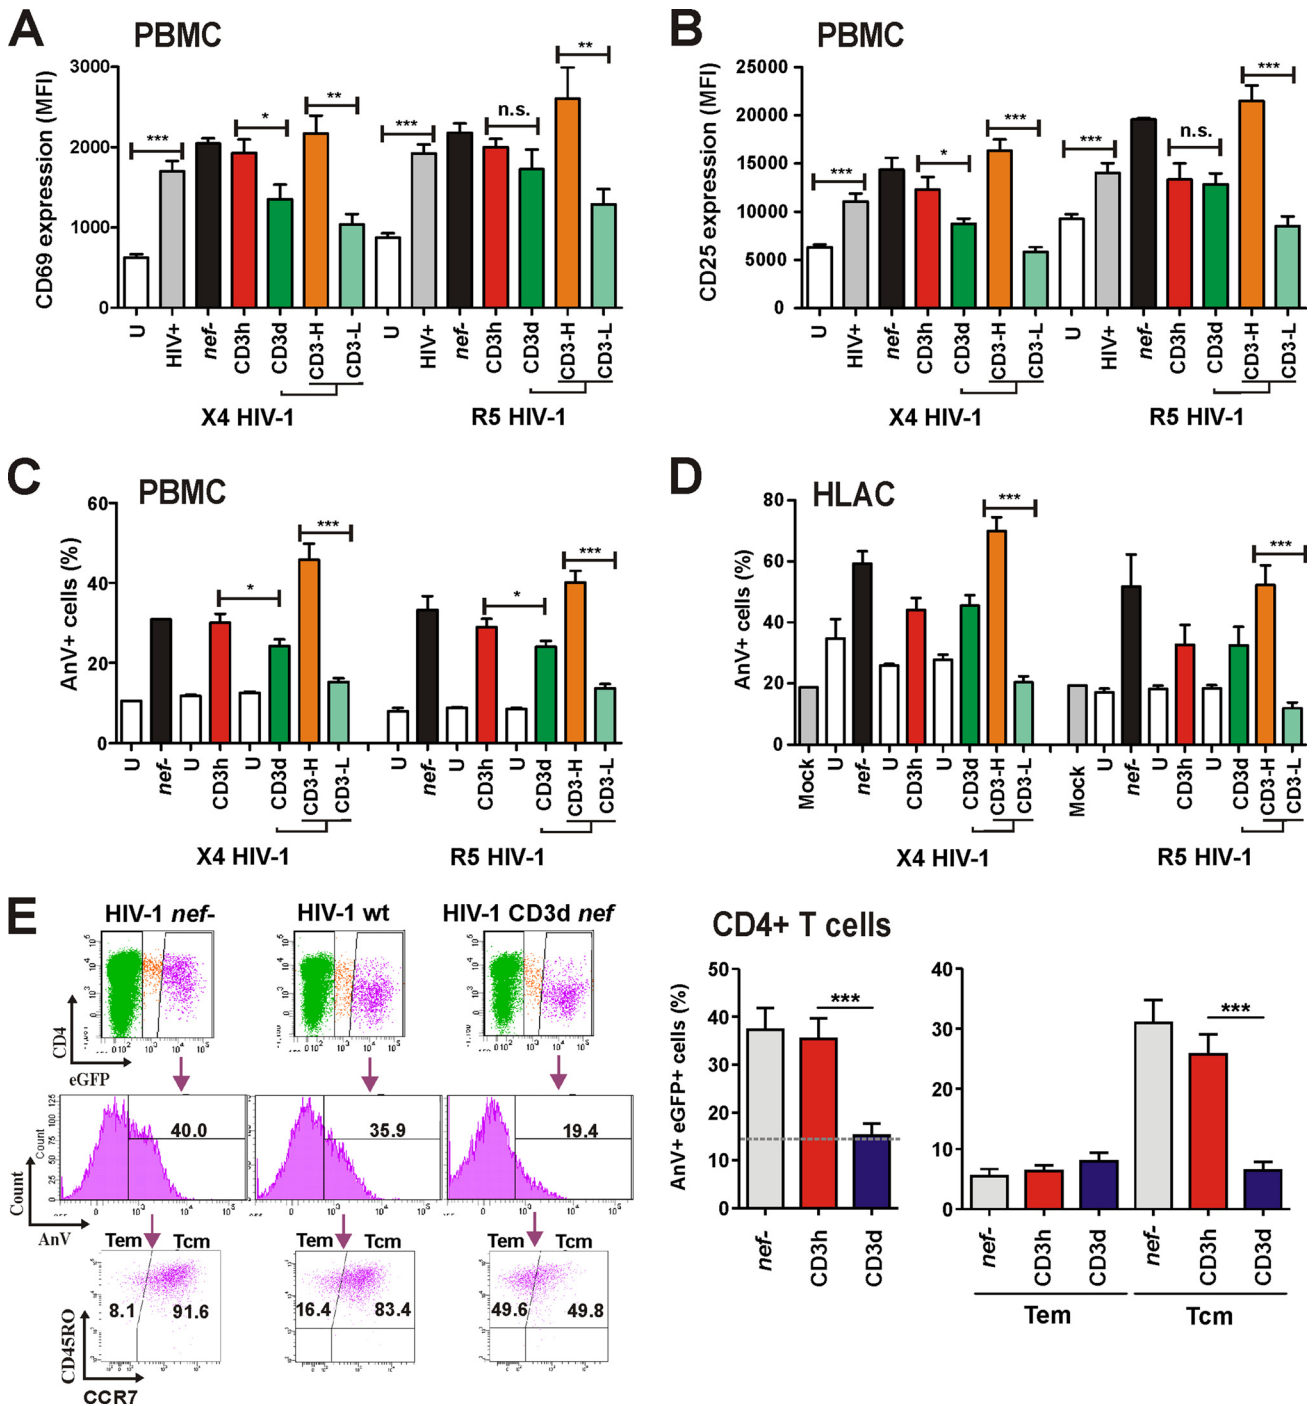 A PBMC
CD69 expression (MFI)
3000
2000
1000
0
*** * ** *** n.s. **
U HIV+ nef- CD3h CD3d CD3-H CD3-L U HIV+ nef- CD3h CD3d CD3-H CD3-L
X4 HIV-1 R5 HIV-1
B PBMC
CD25 expression (MFI)
25000
20000
15000
10000
5000
0
*** * *** *** n.s. ***
U HIV+ nef- CD3h CD3d CD3-H CD3-L U HIV+ nef- CD3h CD3d CD3-H CD3-L
X4 HIV-1 R5 HIV-1
C PBMC
AnV+ cells (%)
60
40
20
0
* *** * ***
U nef- U CD3h U CD3d CD3-H CD3-L U nef- U CD3h U CD3d CD3-H CD3-L
X4 HIV-1 R5 HIV-1
D HLAC
AnV+ cells (%)
80
60
40
20
0
*** ***
Mock U nef- U CD3h U CD3d CD3-H CD3-L Mock U nef- U CD3h U CD3d CD3-H CD3-L
X4 HIV-1 R5 HIV-1
E
HIV-1 nef- HIV-1 wt HIV-1 CD3d nef
CD4
eGFP
40.0 35.9 19.4
Count
Count
AnV
Tem Tcm Tem Tcm Tem Tcm
8.1 91.6 16.4 83.4 49.6 49.8
CD45RO
CCR7
CD4+ T cells
AnV+ eGFP+ cells (%)
50
40
30
20
10
0
***
nef- CD3h CD3d
40
30
20
10
0
***
nef- CD3h CD3d nef- CD3h CD3d
Tem Tcm